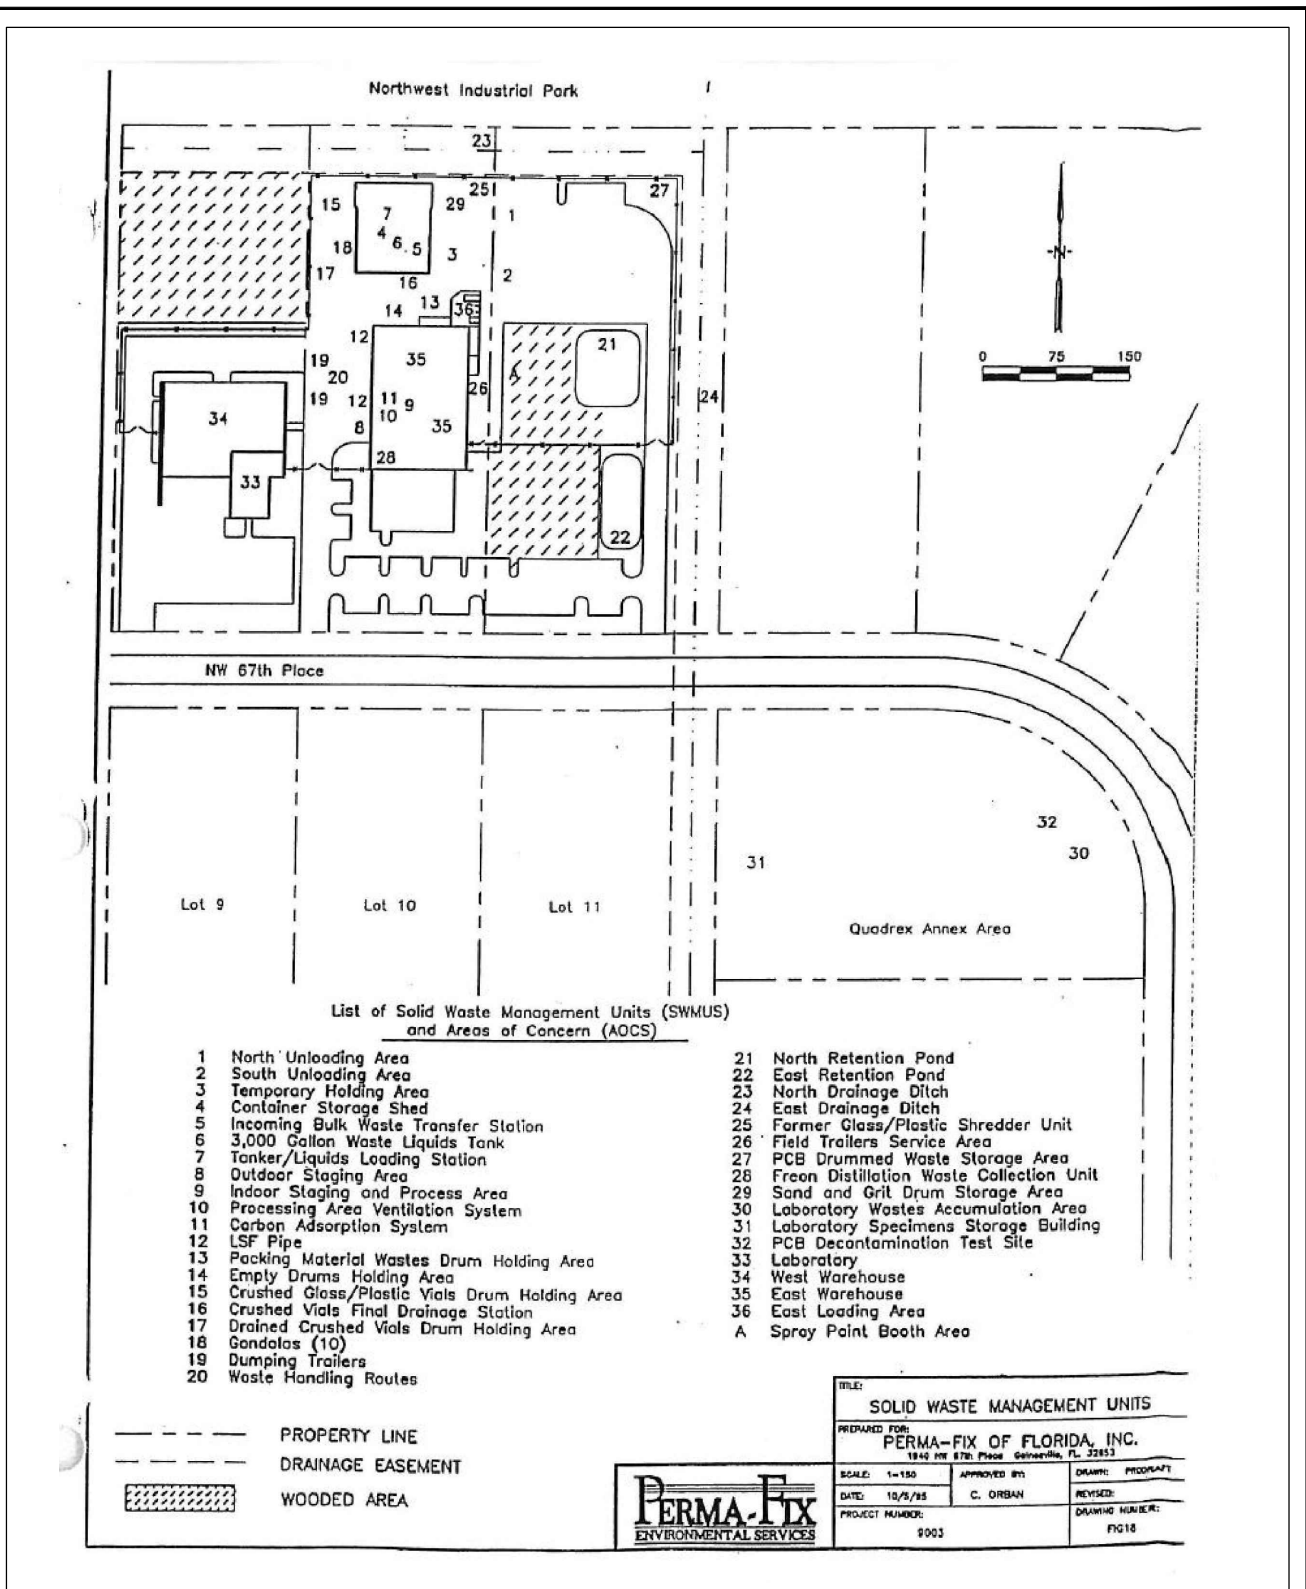 Northwest Industrial Park
23
25
27
15
7
29
1
4
18
6
5
3
17
16
2
13
14
36
12
35
21
19
20
A
26
24
19
12
11
9
10
34
35
8
28
33
22
-N-
0 75 150
NW 67th Place
32
31
30
Lot 9
Lot 10
Lot 11
Quadrex Annex Area
List of Solid Waste Management Units (SWMUS)
and Areas of Concern (AOCS)
1 North Unloading Area
2 South Unloading Area
3 Temporary Holding Area
4 Container Storage Shed
5 Incoming Bulk Waste Transfer Station
6 3,000 Gallon Waste Liquids Tank
7 Tanker/Liquids Loading Station
8 Outdoor Staging Area
9 Indoor Staging and Process Area
10 Processing Area Ventilation System
11 Carbon Adsorption System
12 LSF Pipe
13 Packing Material Wastes Drum Holding Area
14 Empty Drums Holding Area
15 Crushed Glass/Plastic Vials Drum Holding Area
16 Crushed Vials Final Drainage Station
17 Drained Crushed Vials Drum Holding Area
18 Gondolas (10)
19 Dumping Trailers
20 Waste Handling Routes
21 North Retention Pond
22 East Retention Pond
23 North Drainage Ditch
24 East Drainage Ditch
25 Former Glass/Plastic Shredder Unit
26 Field Trailers Service Area
27 PCB Drummed Waste Storage Area
28 Freon Distillation Waste Collection Unit
29 Sand and Grit Drum Storage Area
30 Laboratory Wastes Accumulation Area
31 Laboratory Specimens Storage Building
32 PCB Decontamination Test Site
33 Laboratory
34 West Warehouse
35 East Warehouse
36 East Loading Area
A Spray Paint Booth Area
PROPERTY LINE
DRAINAGE EASEMENT
WOODED AREA
PERMA-FIX
ENVIRONMENTAL SERVICES
TITLE:
SOLID WASTE MANAGEMENT UNITS
PREPARED FOR:
PERMA-FIX OF FLORIDA, INC.
1940 NW 67th Place Gainesville, FL. 32653
SCALE: 1=150
APPROVED BY:
DRAWN: PRODRAFT
DATE: 10/5/95
C. ORBAN
REVISED:
PROJECT NUMBER:
9003
DRAWING NUMBER:
FIG18